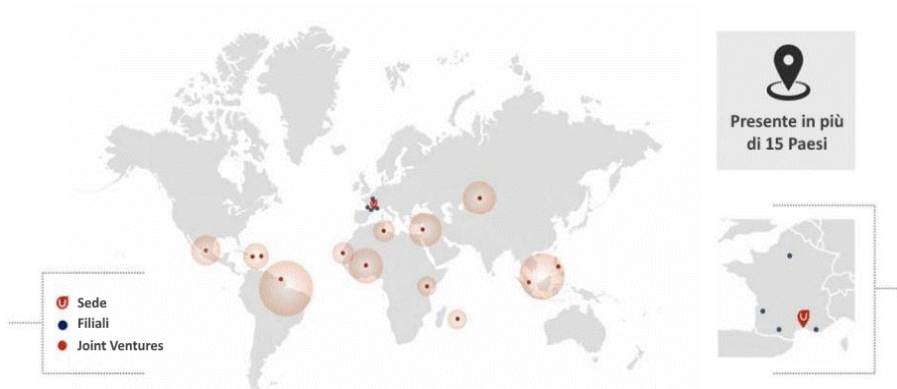 Presente in più
di 15 Paesi
Sede
Filiali
Joint Ventures